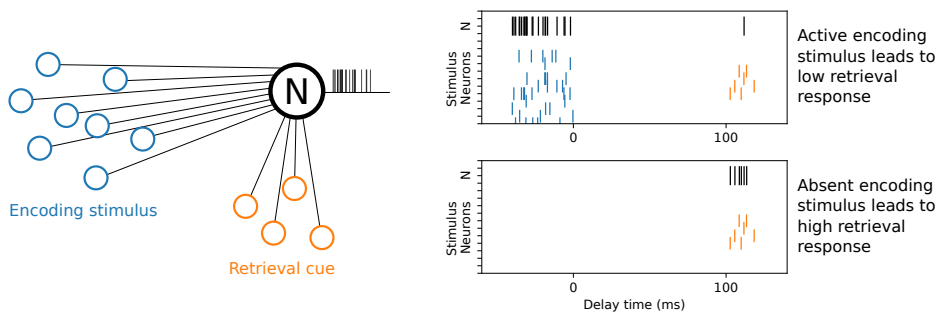 N
Encoding stimulus
Retrieval cue
N
Stimulus
Neurons
0
100
Active encoding
stimulus leads to
low retrieval
response
N
Stimulus
Neurons
0
100
Delay time (ms)
Absent encoding
stimulus leads to
high retrieval
response